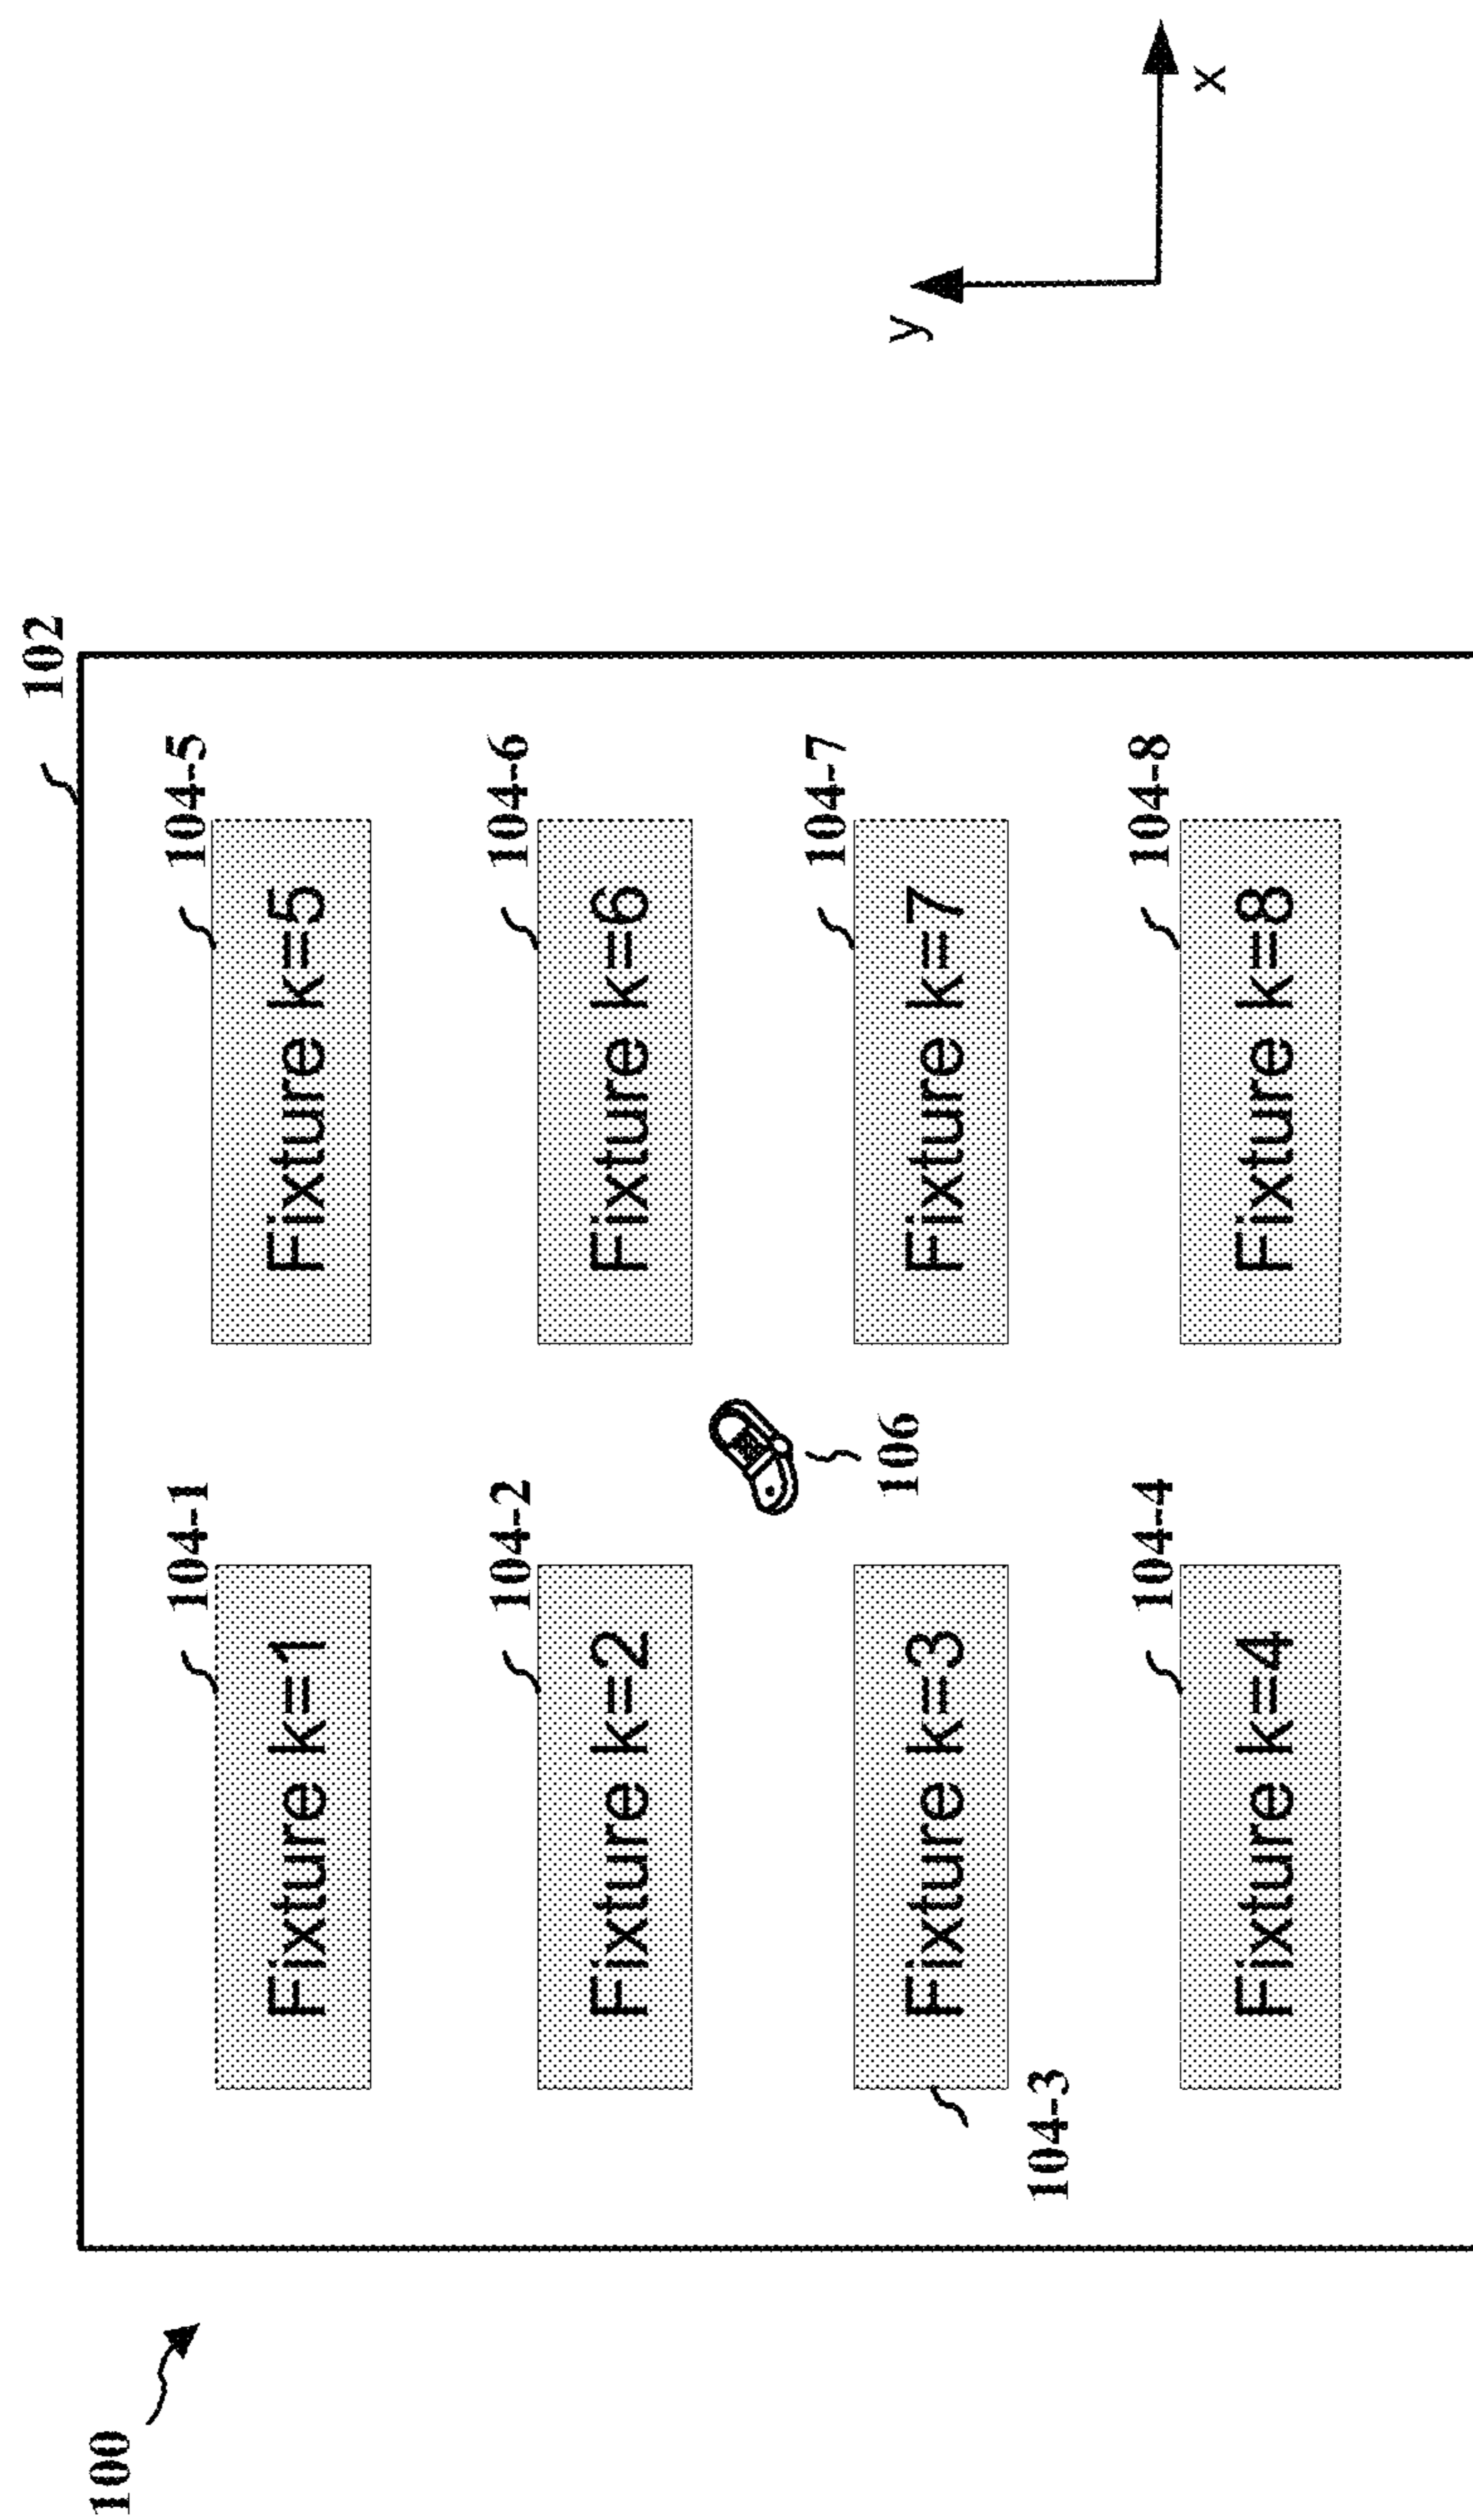 102
100
104-1
104-5
Fixture k=1
Fixture k=5
104-2
104-6
Fixture k=2
Fixture k=6
104-7
106
y
Fixture k=3
Fixture k=7
104-3
104-4
104-8
x
Fixture k=4
Fixture k=8